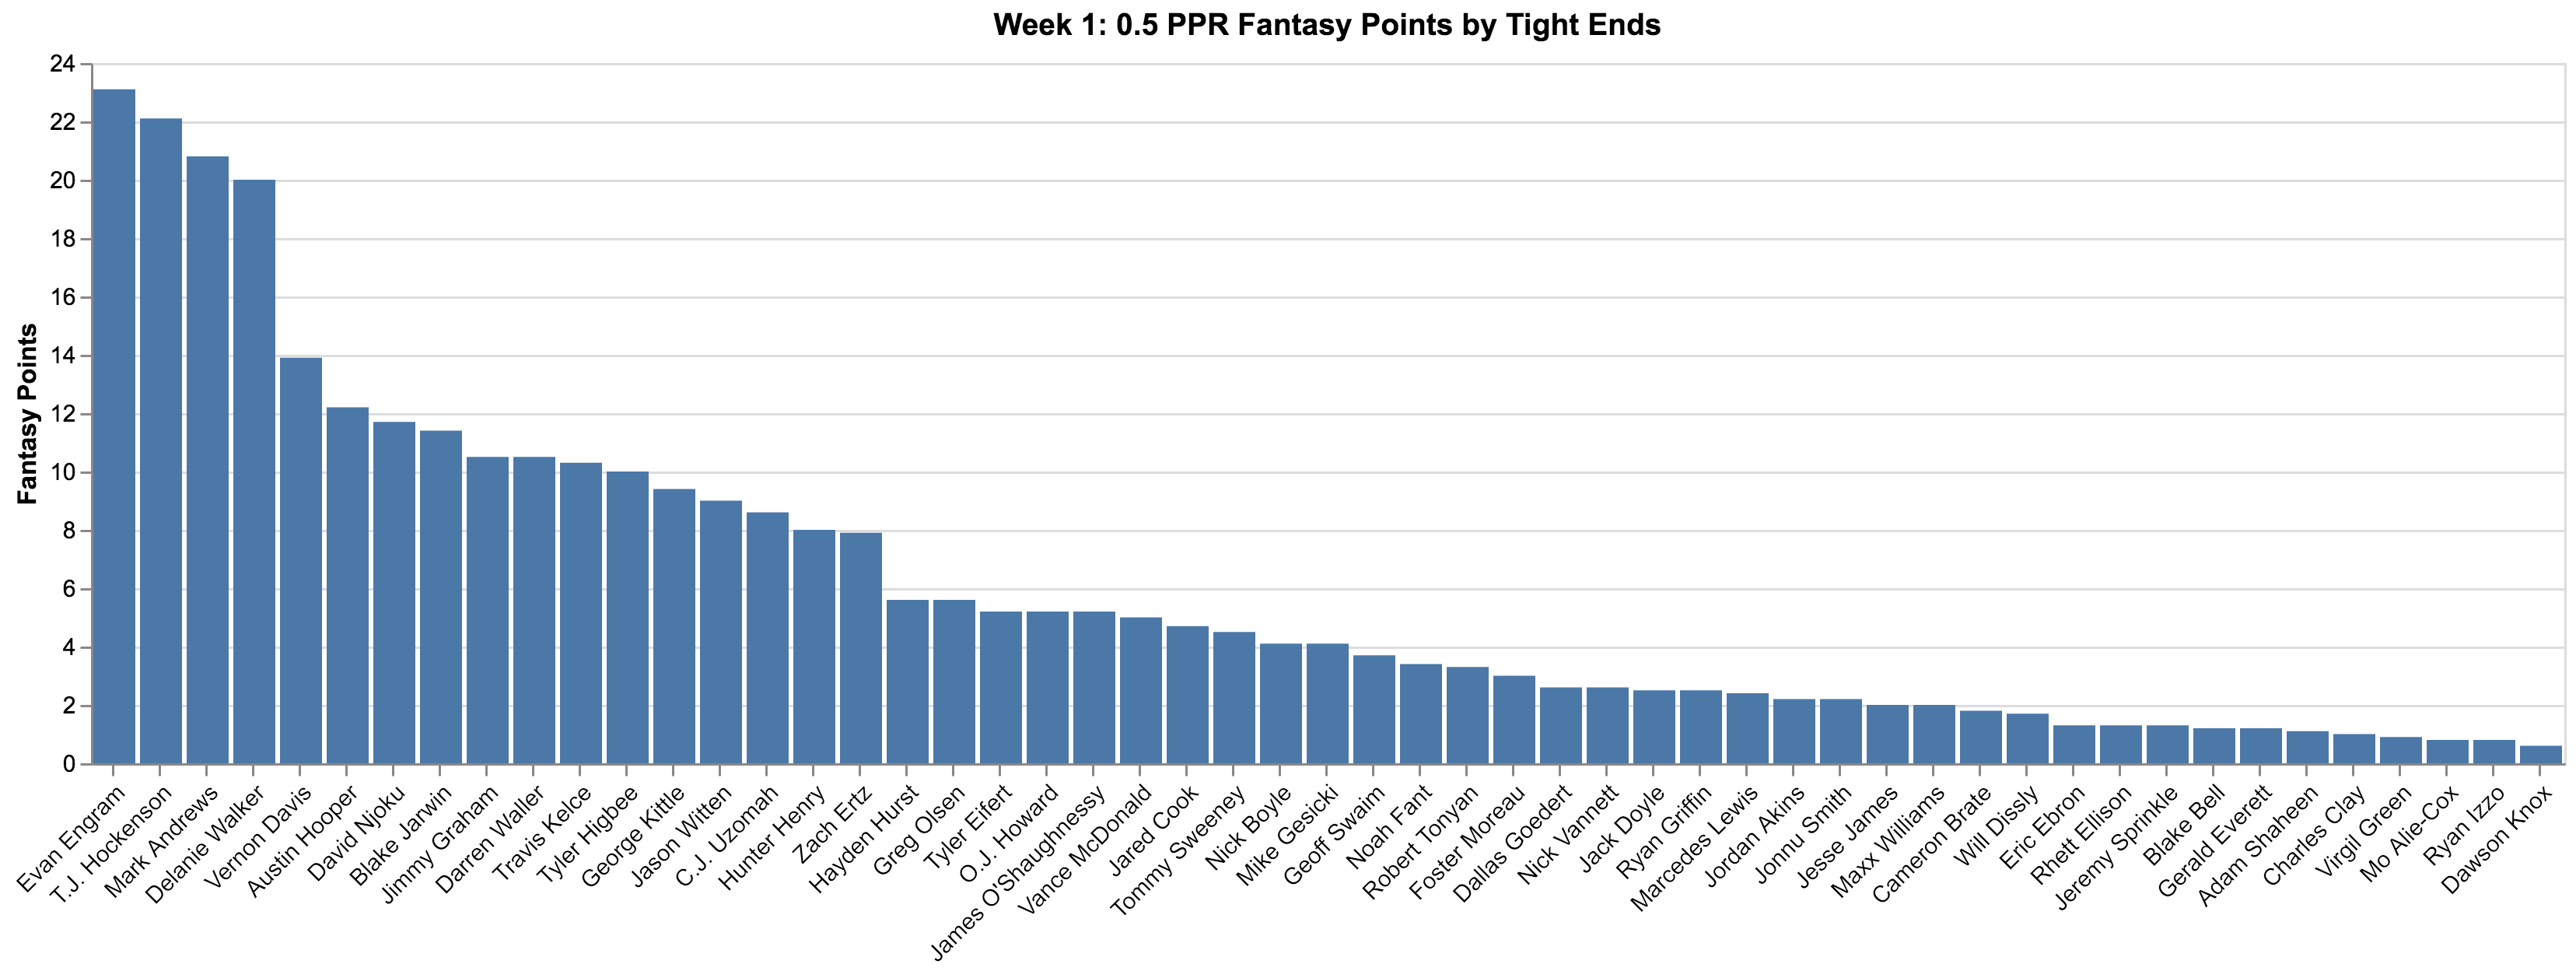 Week 1: 0.5 PPR Fantasy Points by Tight Ends
Fantasy Points
24
22
20
18
16
14
12
10
8
6
4
2
0
Evan Engram
T.J. Hockenson
Mark Andrews
Delanie Walker
Vernon Davis
Austin Hooper
David Njoku
Blake Jarwin
Jimmy Graham
Darren Waller
Travis Kelce
Tyler Higbee
George Kittle
Jason Witten
C.J. Uzomah
Hunter Henry
Zach Ertz
Hayden Hurst
Greg Olsen
Tyler Eifert
O.J. Howard
James O'Shaughnessy
Vance McDonald
Jared Cook
Tommy Sweeney
Nick Boyle
Mike Gesicki
Geoff Swaim
Noah Fant
Robert Tonyan
Foster Moreau
Dallas Goedert
Nick Vannett
Jack Doyle
Ryan Griffin
Marcedes Lewis
Jordan Akins
Jonnu Smith
Jesse James
Maxx Williams
Cameron Brate
Will Dissly
Eric Ebron
Rhett Ellison
Jeremy Sprinkle
Blake Bell
Gerald Everett
Adam Shaheen
Charles Clay
Virgil Green
Mo Alie-Cox
Ryan Izzo
Dawson Knox